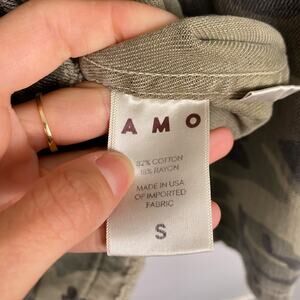 AMO
82% COTTON
18% RAYON
MADE IN USA
OF IMPORTED
FABRIC
S